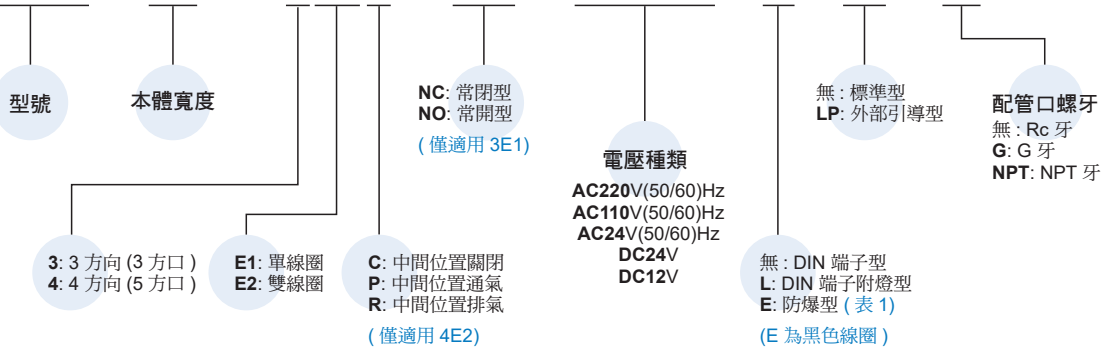 型號
本體寬度
NC: 常閉型
NO: 常開型
( 僅適用 3E1)
電壓種類
AC220V(50/60)Hz
AC110V(50/60)Hz
AC24V(50/60)Hz
DC24V
DC12V
無 : 標準型
LP: 外部引導型
配管口螺牙
無 : Rc 牙
G: G 牙
NPT: NPT 牙
3: 3 方向 (3 方口 )
4: 4 方向 (5 方口 )
E1: 單線圈
E2: 雙線圈
C: 中間位置關閉
P: 中間位置通氣
R: 中間位置排氣
( 僅適用 4E2)
無 : DIN 端子型
L: DIN 端子附燈型
E: 防爆型 ( 表 1)
(E 為黑色線圈 )